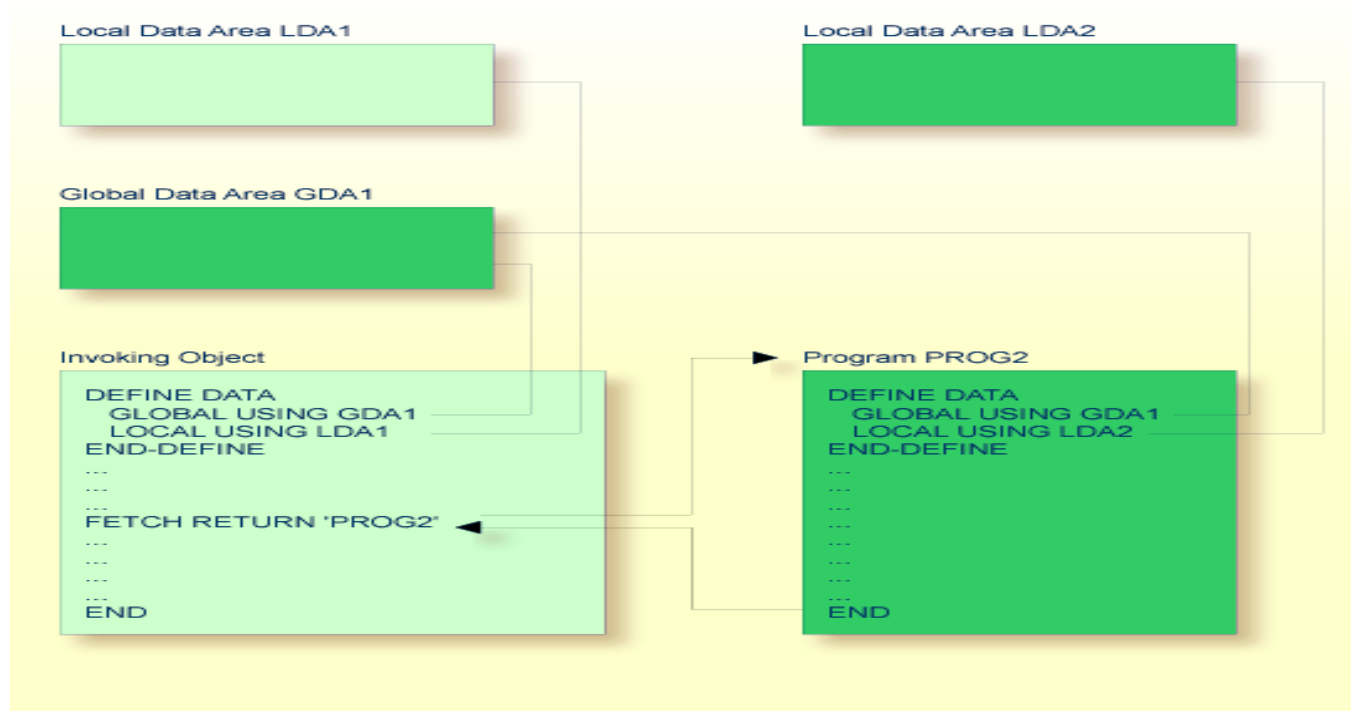 Local Data Area LDA1
Local Data Area LDA2
Global Data Area GDA1
Invoking Object
DEFINE DATA
GLOBAL USING GDA1
LOCAL USING LDA1
END-DEFINE
...
...
...
FETCH RETURN 'PROG2'
...
...
...
...
END
Program PROG2
DEFINE DATA
GLOBAL USING GDA1
LOCAL USING LDA2
END-DEFINE
...
...
...
...
...
...
...
...
END